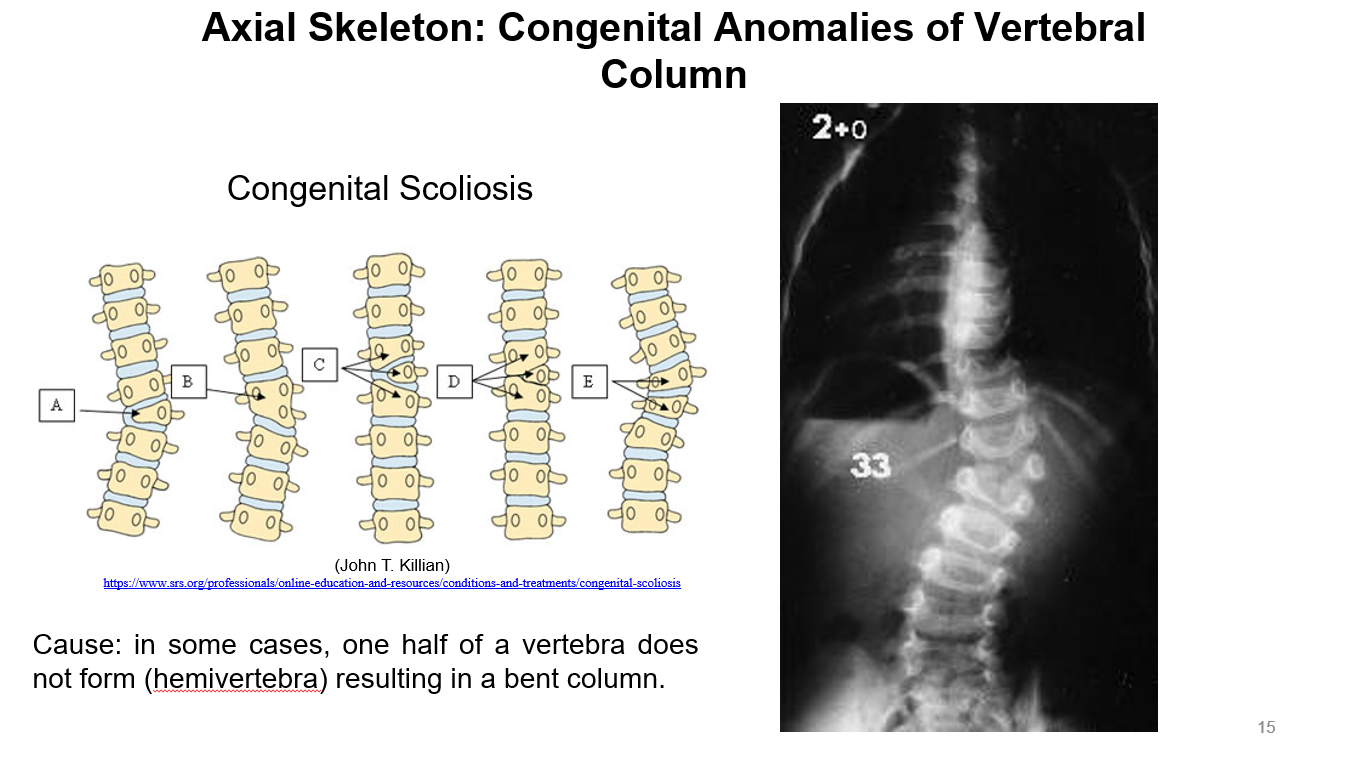 Axial Skeleton: Congenital Anomalies of Vertebral
Column
Congenital Scoliosis
A
B
C
D
E
(John T. Killian)
https://www.srs.org/professionals/online-education-and-resources/conditions-and-treatments/congenital-scoliosis
Cause: in some cases, one half of a vertebra does
not form (hemivertebra) resulting in a bent column.
2+0
33
15